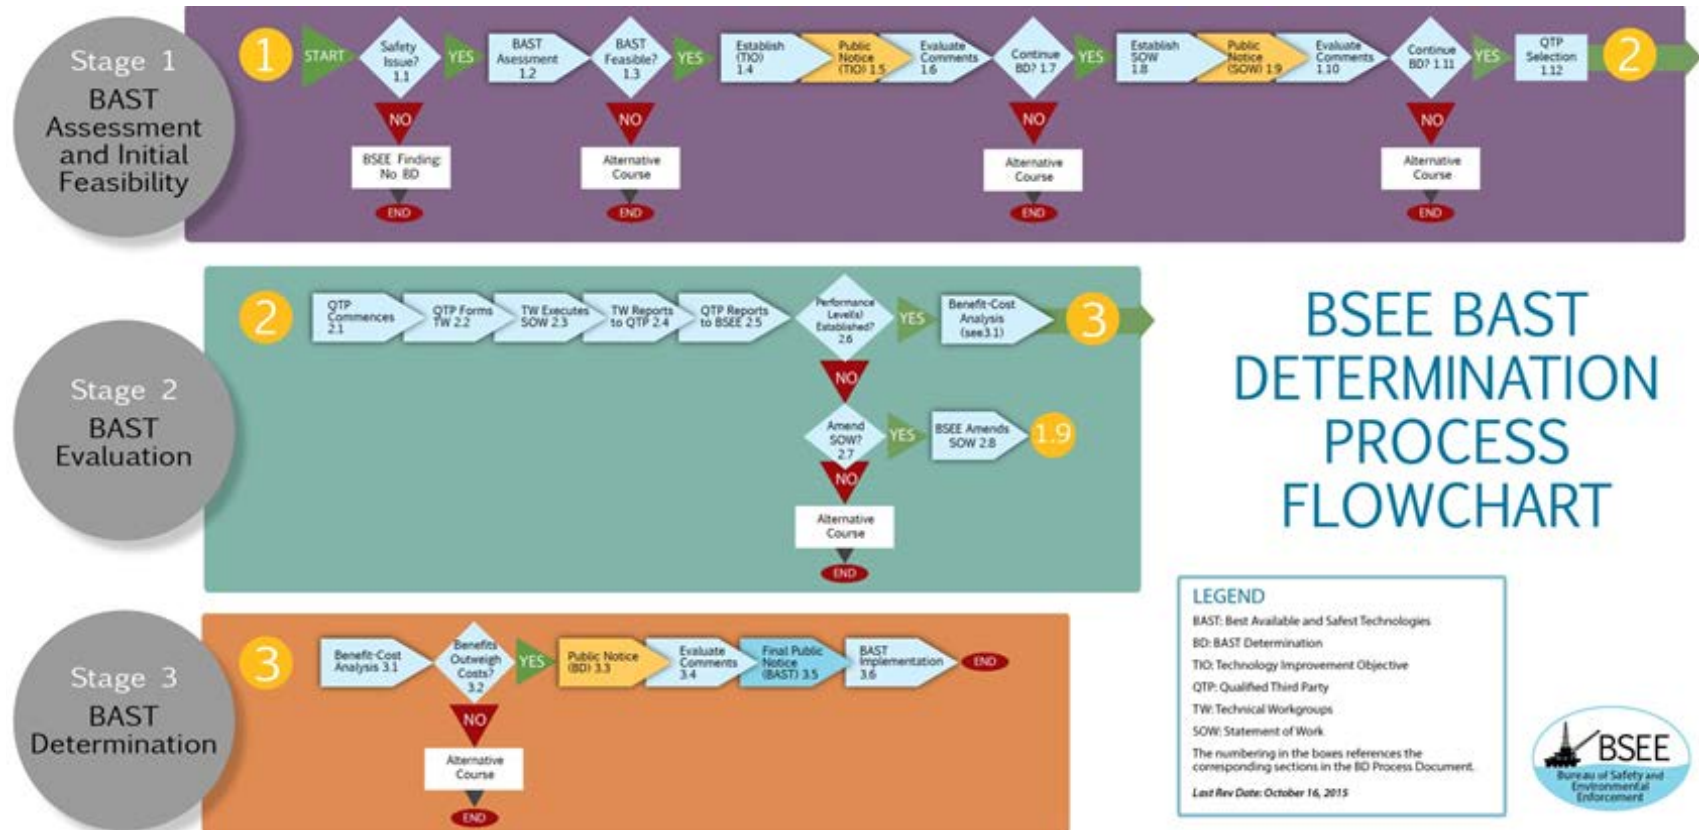 Stage 1
BAST
Assessment
and Initial
Feasibility
1
START
Safety
Issue?
1.1
YES
BAST
Assessment
1.2
BAST
Feasible?
1.3
YES
Establish
(TIO)
1.4
Public
Notice
(TIO) 1.5
Evaluate
Comments
1.6
Continue
BD? 1.7
YES
Establish
SOW
1.8
Public
Notice
(SOW) 1.9
Evaluate
Comments
1.10
Continue
BD? 1.11
YES
QTP
Selection
1.12
2
NO
BSEE Finding:
No BD
END
NO
Alternative
Course
END
NO
Alternative
Course
END
NO
Alternative
Course
END
Stage 2
BAST
Evaluation
2
QTP
Commences
2.1
QTP Forms
TW 2.2
TW Executes
SOW 2.3
TW Reports
to QTP 2.4
QTP Reports
to BSEE 2.5
Performance
Level(s)
Established?
2.6
YES
Benefit-Cost
Analysis
(see3.1)
3
NO
Amend
SOW?
2.7
YES
BSEE Amends
SOW 2.8
1.9
NO
Alternative
Course
END
BSEE BAST
DETERMINATION
PROCESS
FLOWCHART
Stage 3
BAST
Determination
3
Benefit-Cost
Analysis 3.1
Benefits
Outweigh
Costs?
3.2
YES
Public Notice
(BD) 3.3
Evaluate
Comments
3.4
Final Public
Notice
(BAST) 3.5
BAST
Implementation
3.6
END
NO
Alternative
Course
END
LEGEND
BAST: Best Available and Safest Technologies
BD: BAST Determination
TIO: Technology Improvement Objective
QTP: Qualified Third Party
TW: Technical Workgroups
SOW: Statement of Work
The numbering in the boxes references the
corresponding sections in the BD Process Document.
Last Rev Date: October 16, 2015
BSEE
Bureau of Safety and
Environmental
Enforcement